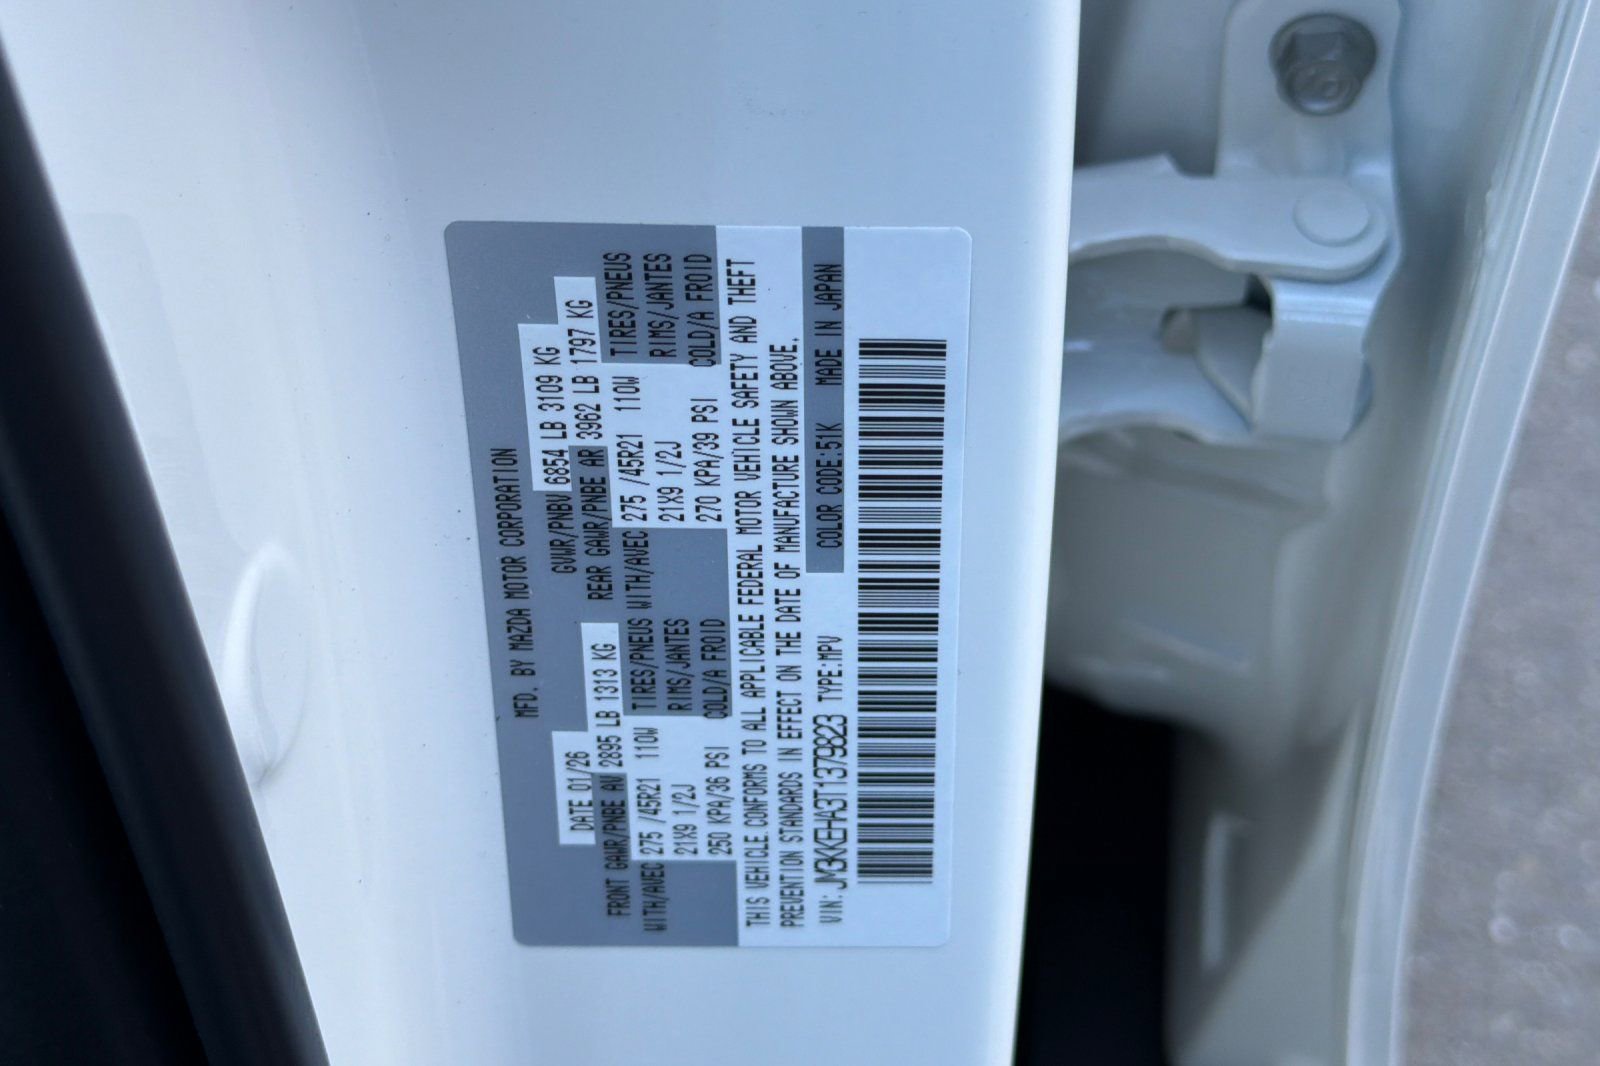 MFD. BY MAZDA MOTOR CORPORATION
DATE 01/26 GVWR/PNBV 6854 LB 3109 KG
FRONT GAWR/PNBE AV 2895 LB 1313 KG REAR GAWR/PNBE AR 3962 LB 1797 KG
WITH/AVEC 275 /45R21 110W TIRES/PNEUS WITH/AVEC 275 /45R21 110W TIRES/PNEUS
21X9 1/2J RIMS/JANTES 21X9 1/2J RIMS/JANTES
250 KPA/36 PSI COLD/A FROID 270 KPA/39 PSI COLD/A FROID
THIS VEHICLE CONFORMS TO ALL APPLICABLE FEDERAL MOTOR VEHICLE SAFETY AND THEFT
PREVENTION STANDARDS IN EFFECT ON THE DATE OF MANUFACTURE SHOWN ABOVE.
VIN: JM3KKEHA3T1379823 TYPE:MPV COLOR CODE:51K MADE IN JAPAN